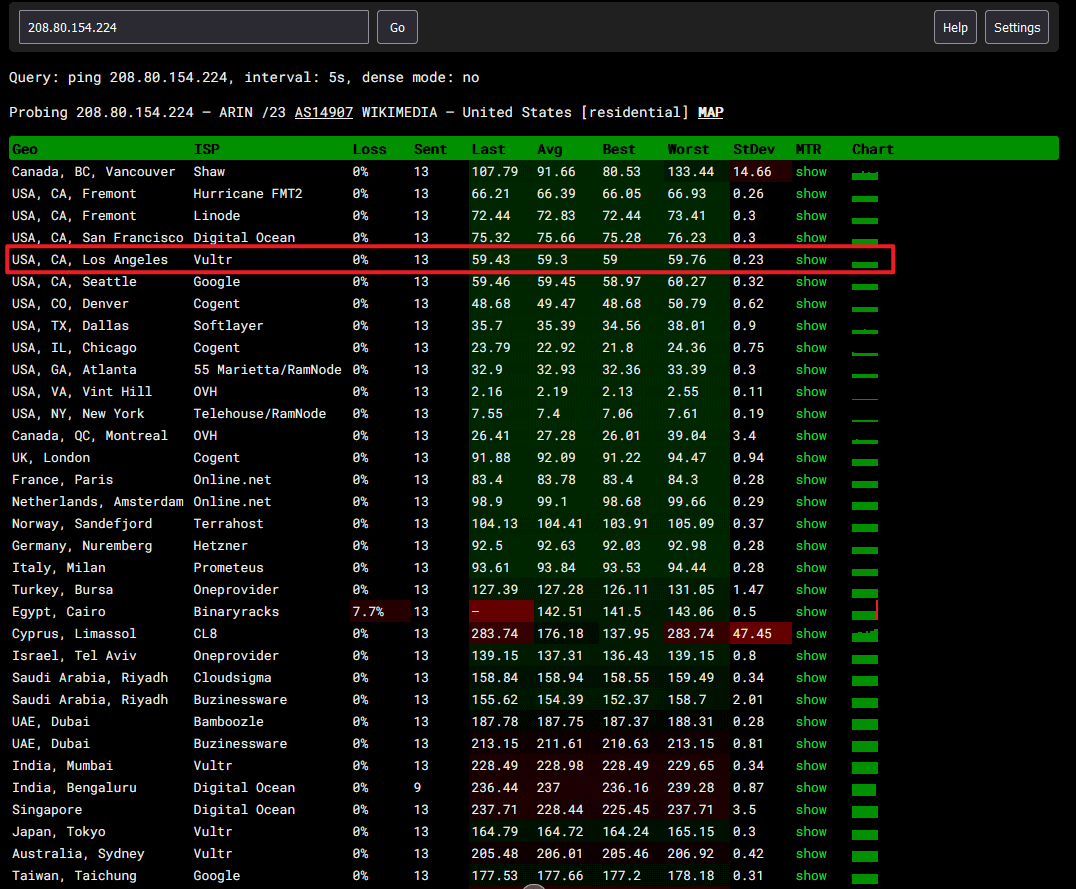 208.80.154.224 Go Help Settings
Query: ping 208.80.154.224, interval: 5s, dense mode: no
Probing 208.80.154.224 — ARIN /23 AS14907 WIKIMEDIA — United States [residential] MAP
Geo ISP Loss Sent Last Avg Best Worst StDev MTR Chart
Canada, BC, Vancouver Shaw 0% 13 107.79 91.66 80.53 133.44 14.66 show
USA, CA, Fremont Hurricane FMT2 0% 13 66.21 66.39 66.05 66.93 0.26 show
USA, CA, Fremont Linode 0% 13 72.44 72.83 72.44 73.41 0.3 show
USA, CA, San Francisco Digital Ocean 0% 13 75.32 75.66 75.28 76.23 0.3 show
USA, CA, Los Angeles Vultr 0% 13 59.43 59.3 59 59.76 0.23 show
USA, CA, Seattle Google 0% 13 59.46 59.45 58.97 60.27 0.32 show
USA, CO, Denver Cogent 0% 13 48.68 49.47 48.68 50.79 0.62 show
USA, TX, Dallas Softlayer 0% 13 35.7 35.39 34.56 38.01 0.9 show
USA, IL, Chicago Cogent 0% 13 23.79 22.92 21.8 24.36 0.75 show
USA, GA, Atlanta 55 Marietta/RamNode 0% 13 32.9 32.93 32.36 33.39 0.3 show
USA, VA, Vint Hill OVH 0% 13 2.16 2.19 2.13 2.55 0.11 show
USA, NY, New York Telehouse/RamNode 0% 13 7.55 7.4 7.06 7.61 0.19 show
Canada, QC, Montreal OVH 0% 13 26.41 27.28 26.01 39.04 3.4 show
UK, London Cogent 0% 13 91.88 92.09 91.22 94.47 0.94 show
France, Paris Online.net 0% 13 83.4 83.78 83.4 84.3 0.28 show
Netherlands, Amsterdam Online.net 0% 13 98.9 99.1 98.68 99.66 0.29 show
Norway, Sandefjord Terrahost 0% 13 104.13 104.41 103.91 105.09 0.37 show
Germany, Nuremberg Hetzner 0% 13 92.5 92.63 92.03 92.98 0.28 show
Italy, Milan Prometeus 0% 13 93.61 93.84 93.53 94.44 0.28 show
Turkey, Bursa Oneprovider 0% 13 127.39 127.28 126.11 131.05 1.47 show
Egypt, Cairo Binaryracks 7.7% 13 — 142.51 141.5 143.06 0.5 show
Cyprus, Limassol CL8 0% 13 283.74 176.18 137.95 283.74 47.45 show
Israel, Tel Aviv Oneprovider 0% 13 139.15 137.31 136.43 139.15 0.8 show
Saudi Arabia, Riyadh Cloudsigma 0% 13 158.84 158.94 158.55 159.49 0.34 show
Saudi Arabia, Riyadh Buzinessware 0% 13 155.62 154.39 152.37 158.7 2.01 show
UAE, Dubai Bamboozle 0% 13 187.78 187.75 187.37 188.31 0.28 show
UAE, Dubai Buzinessware 0% 13 213.15 211.61 210.63 213.15 0.81 show
India, Mumbai Vultr 0% 13 228.49 228.98 228.49 229.65 0.34 show
India, Bengaluru Digital Ocean 0% 9 236.44 237 236.16 239.28 0.87 show
Singapore Digital Ocean 0% 13 237.71 228.44 225.45 237.71 3.5 show
Japan, Tokyo Vultr 0% 13 164.79 164.72 164.24 165.15 0.3 show
Australia, Sydney Vultr 0% 13 205.48 206.01 205.46 206.92 0.42 show
Taiwan, Taichung Google 0% 13 177.53 177.66 177.2 178.18 0.31 show